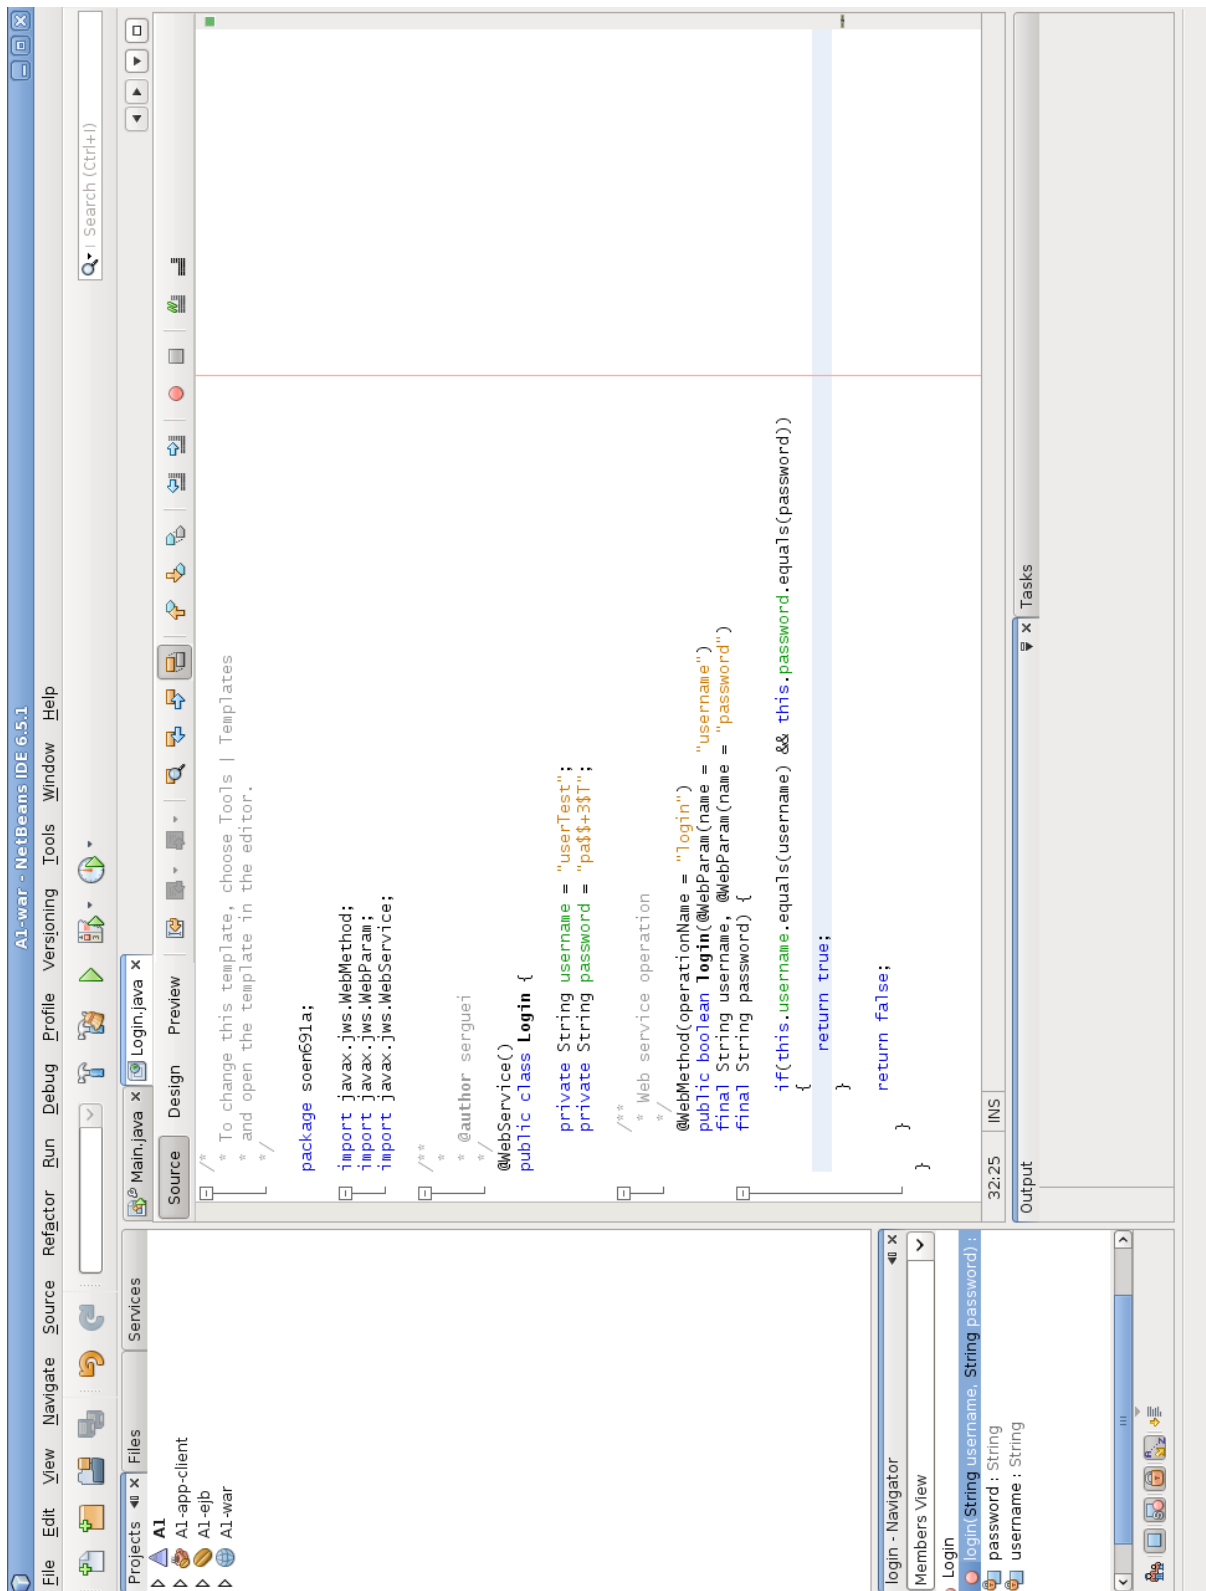 A1-war - NetBeans IDE 6.5.1
File Edit View Navigate Source Refactor Run Debug Profile Versioning Tools Window Help
Search (Ctrl+I)
Projects
Files
Services
A1
A1-app-client
A1-ejb
A1-war
Main.java
Login.java
Source
Design
Preview
/*
* To change this template, choose Tools | Templates
* and open the template in the editor.
*/
package soen691a;
import javax.jws.WebMethod;
import javax.jws.WebParam;
import javax.jws.WebService;
/**
*
* @author serguei
*/
@WebService()
public class Login {
private String username = "userTest";
private String password = "pa$$+3$T";
/**
* Web service operation
*/
@WebMethod(operationName = "login")
public boolean login(@WebParam(name = "username")
final String username, @WebParam(name = "password")
final String password) {
if(this.username.equals(username) && this.password.equals(password))
{
return true;
}
return false;
}
}
32:25
INS
login - Navigator
Members View
Login
login(String username, String password) :
password : String
username : String
Output
Tasks